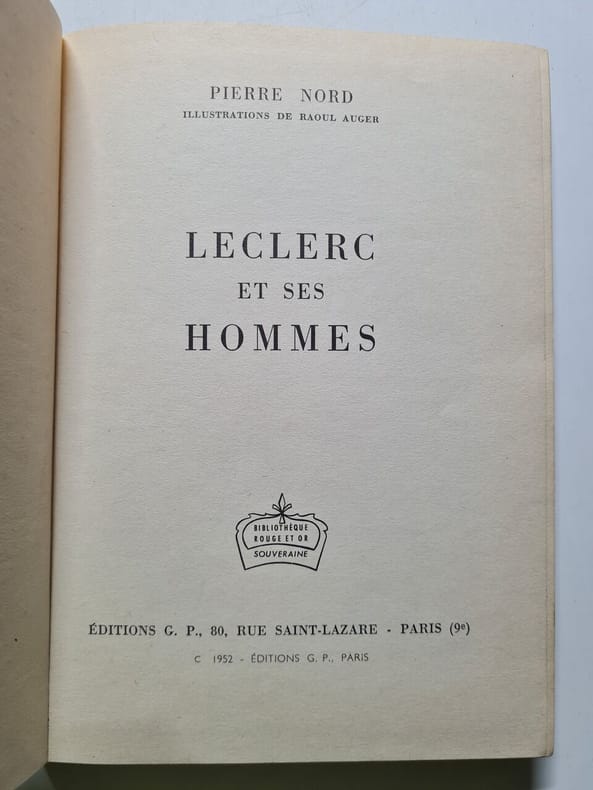 PIERRE NORD
ILLUSTRATIONS DE RAOUL AUGER
LECLERC
ET SES
HOMMES
BIBLIOTHÈQUE
ROUGE ET OR
SOUVERAINE
ÉDITIONS G. P., 80, RUE SAINT-LAZARE - PARIS (9e)
C 1952 - ÉDITIONS G. P., PARIS